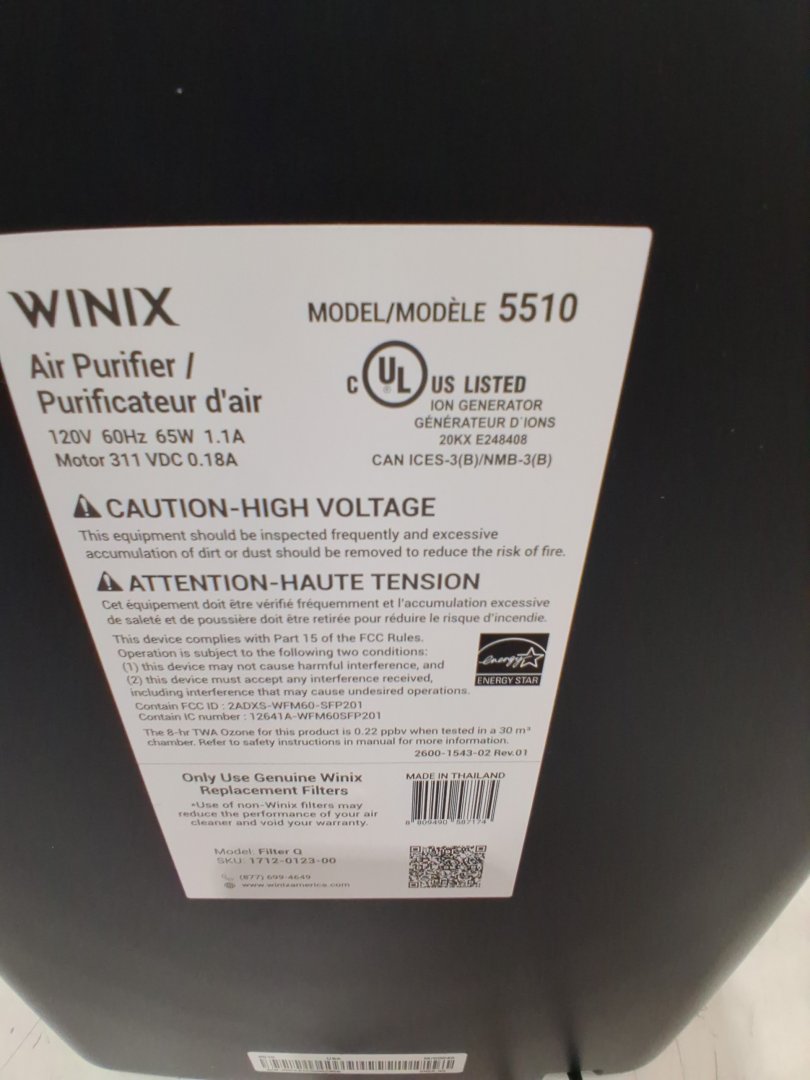 WINIX
MODEL/MODÈLE 5510
Air Purifier /
Purificateur d'air
120V 60Hz 65W 1.1A
Motor 311 VDC 0.18A
C UL ® US LISTED
ION GENERATOR
GÉNÉRATEUR D'IONS
20KX E248408
CAN ICES-3(B)/NMB-3(B)
CAUTION-HIGH VOLTAGE
This equipment should be inspected frequently and excessive
accumulation of dirt or dust should be removed to reduce the risk of fire.
ATTENTION-HAUTE TENSION
Cet équipement doit être vérifié fréquemment et l'accumulation excessive
de saleté et de poussière doit être retirée pour réduire le risque d'incendie.
This device complies with Part 15 of the FCC Rules.
Operation is subject to the following two conditions:
(1) this device may not cause harmful interference, and
(2) this device must accept any interference received,
including interference that may cause undesired operations.
energy
ENERGY STAR
Contain FCC ID : 2ADXS-WFM60-SFP201
Contain IC number : 12641A-WFM60SFP201
The 8-hr TWA Ozone for this product is 0.22 ppbv when tested in a 30 m³
chamber. Refer to safety instructions in manual for more information.
2600-1543-02 Rev.01
Only Use Genuine Winix
Replacement Filters
*Use of non-Winix filters may
reduce the performance of your air
cleaner and void your warranty.
MADE IN THAILAND
8 809490 587174
Model: Filter Q
SKU: 1712-0123-00
(877) 699-4649
www.winixamerica.com